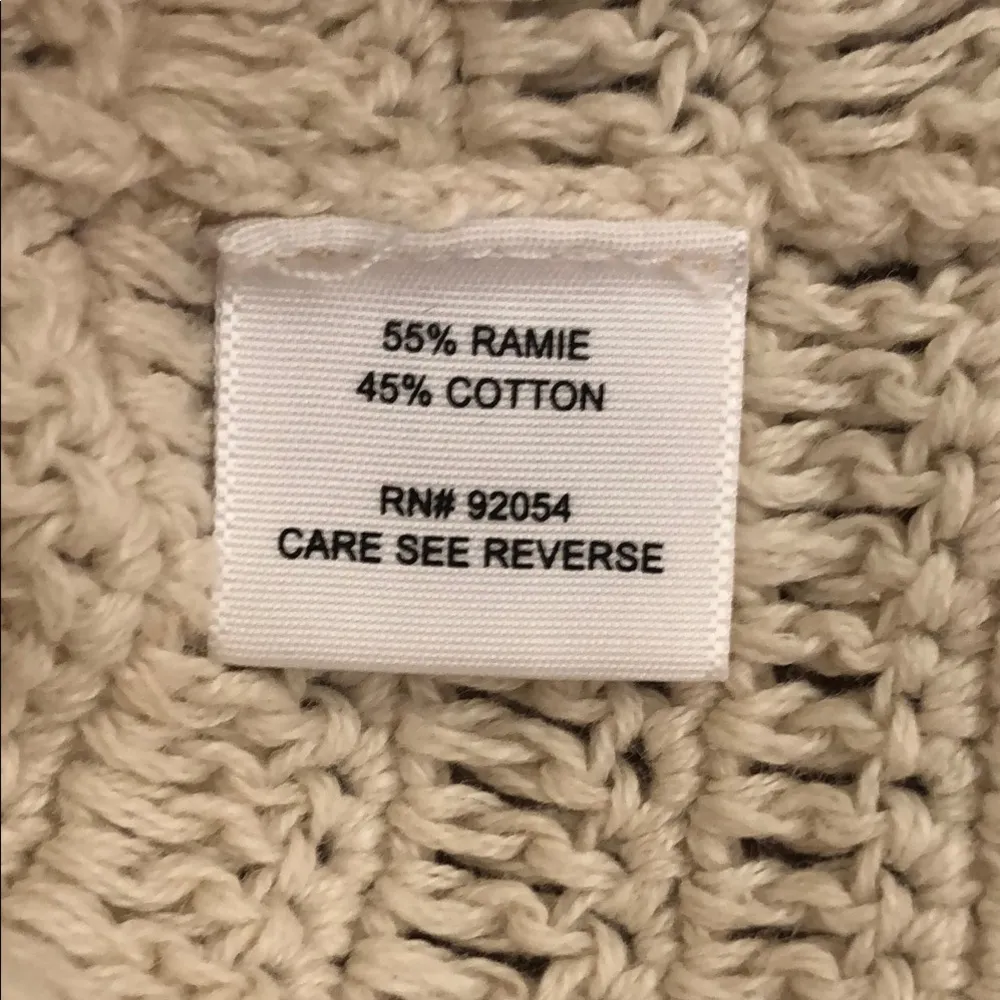 55% RAMIE
45% COTTON
RN# 92054
CARE SEE REVERSE